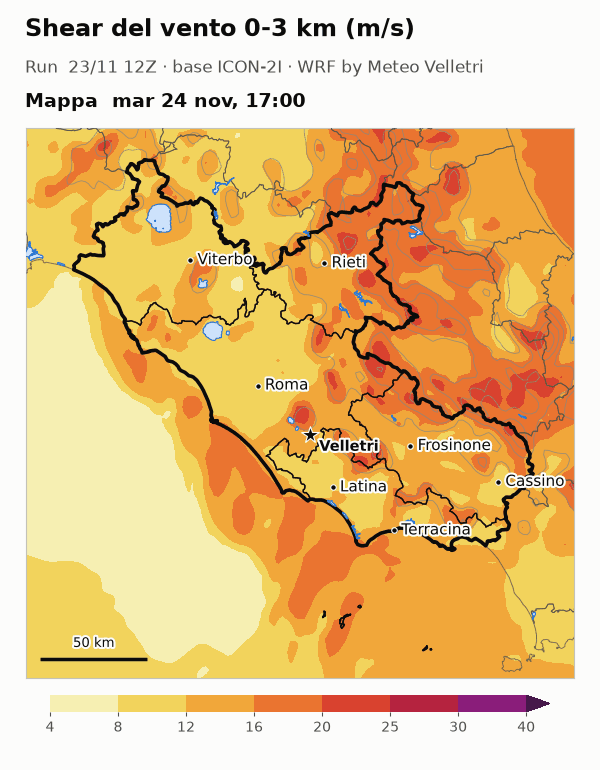 Shear del vento 0-3 km (m/s)
Run  23/11 12Z · base ICON-2I · WRF by Meteo Velletri
Mappa  mar 24 nov, 17:00
Viterbo
Rieti
Roma
Velletri
Frosinone
Cassino
Latina
Terracina
50 km
4 8 12 16 20 25 30 40